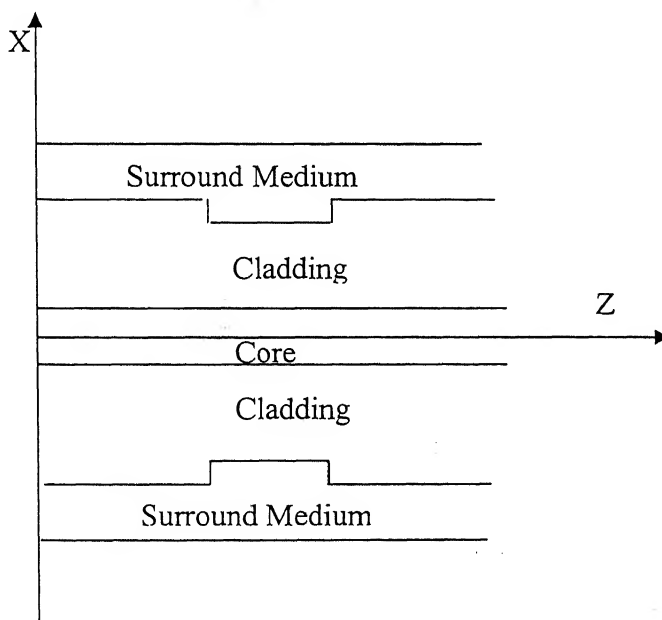 X
Surround Medium
Cladding
Z
Core
Cladding
Surround Medium